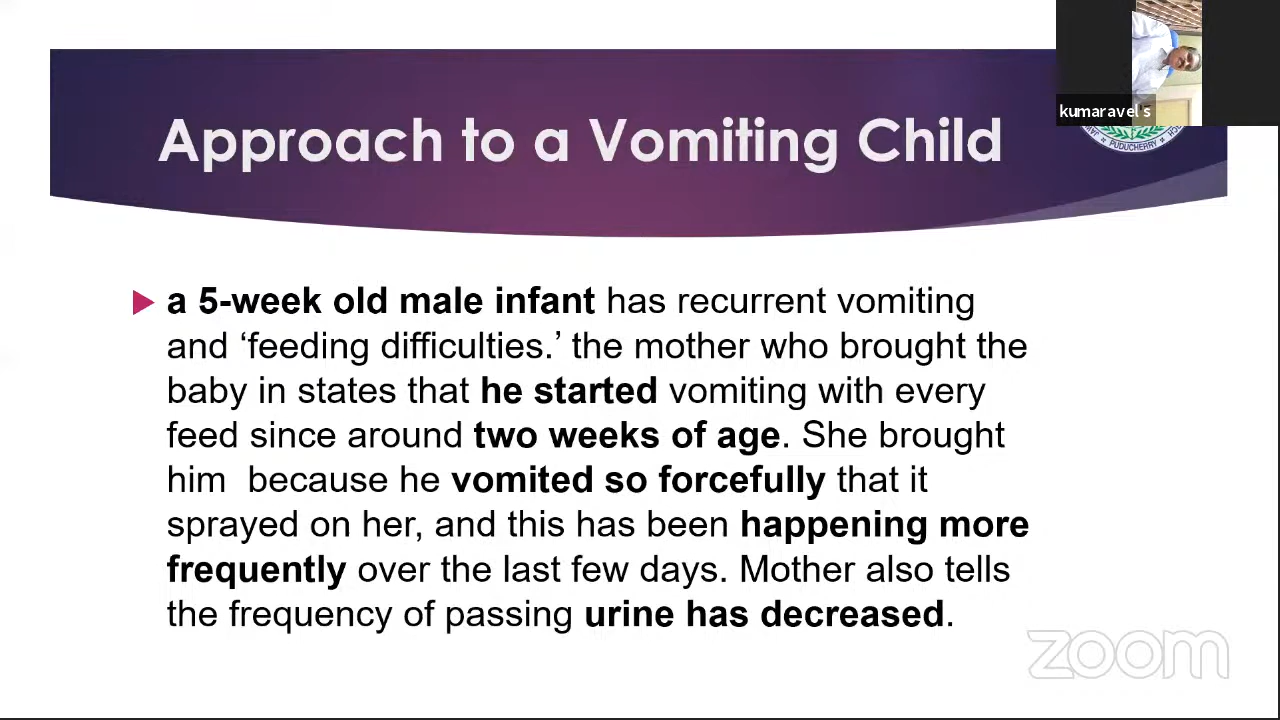 Approach to a Vomiting Child
kumaravel s
PUDUCHERRY
a 5-week old male infant has recurrent vomiting
and ‘feeding difficulties.’ the mother who brought the
baby in states that he started vomiting with every
feed since around two weeks of age. She brought
him  because he vomited so forcefully that it
sprayed on her, and this has been happening more
frequently over the last few days. Mother also tells
the frequency of passing urine has decreased.
zoom